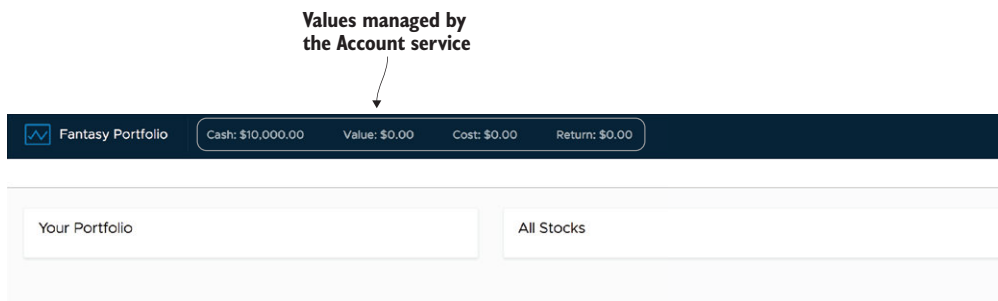 Values managed by
the Account service
Fantasy Portfolio Cash: $10,000.00 Value: $0.00 Cost: $0.00 Return: $0.00
Your Portfolio All Stocks